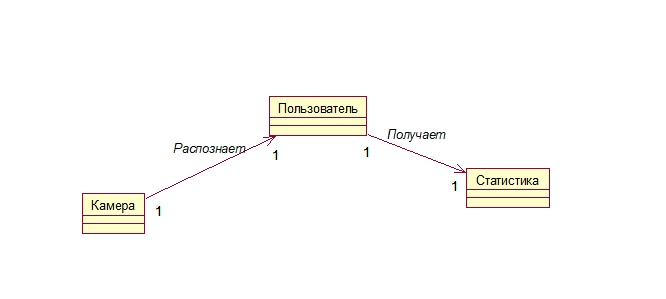 Пользователь
Распознает
Получает
1
1
1
Статистика
Камера
1